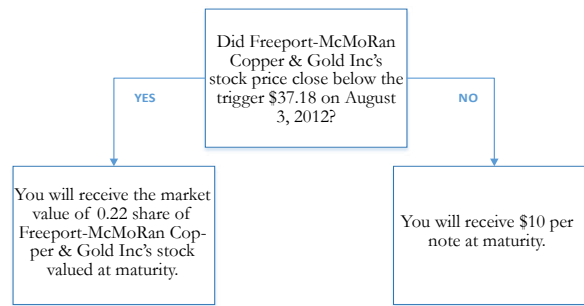 Did Freeport-McMoRan
Copper & Gold Inc's
stock price close below the
trigger $37.18 on August
3, 2012?
YES
NO
You will receive the market
value of 0.22 share of
Freeport-McMoRan Cop-
per & Gold Inc's stock
valued at maturity.
You will receive $10 per
note at maturity.